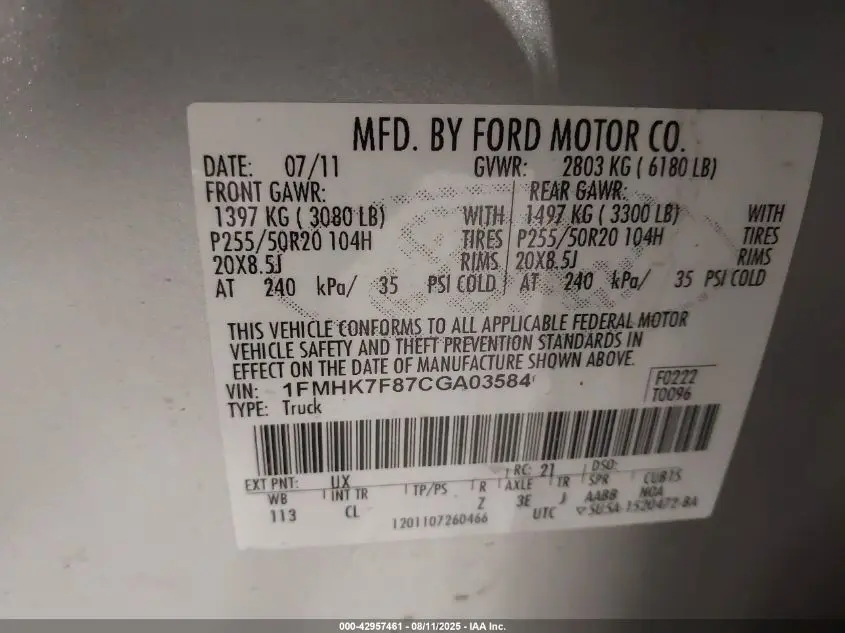 MFD. BY FORD MOTOR CO.
DATE: 07/11 GVWR: 2803 KG ( 6180 LB)
FRONT GAWR: REAR GAWR:
1397 KG ( 3080 LB) WITH 1497 KG ( 3300 LB) WITH
P255/50R20 104H TIRES P255/50R20 104H TIRES
20X8.5J RIMS 20X8.5J RIMS
AT 240 kPa/ 35 PSI COLD AT 240 kPa/ 35 PSI COLD
THIS VEHICLE CONFORMS TO ALL APPLICABLE FEDERAL MOTOR
VEHICLE SAFETY AND THEFT PREVENTION STANDARDS IN
EFFECT ON THE DATE OF MANUFACTURE SHOWN ABOVE.
VIN: 1FMHK7F87CGA03584
F0222
TYPE: Truck T0096
EXT PNT: UX RC: 21 DSO:
WB INT TR TP/PS R AXLE TR SPR CUBTS
113 CL Z 3E J AABB NOA
1201107260466 UTC ▽5U5A-1520472-BA
000-42957461 - 08/11/2025 - IAA Inc.